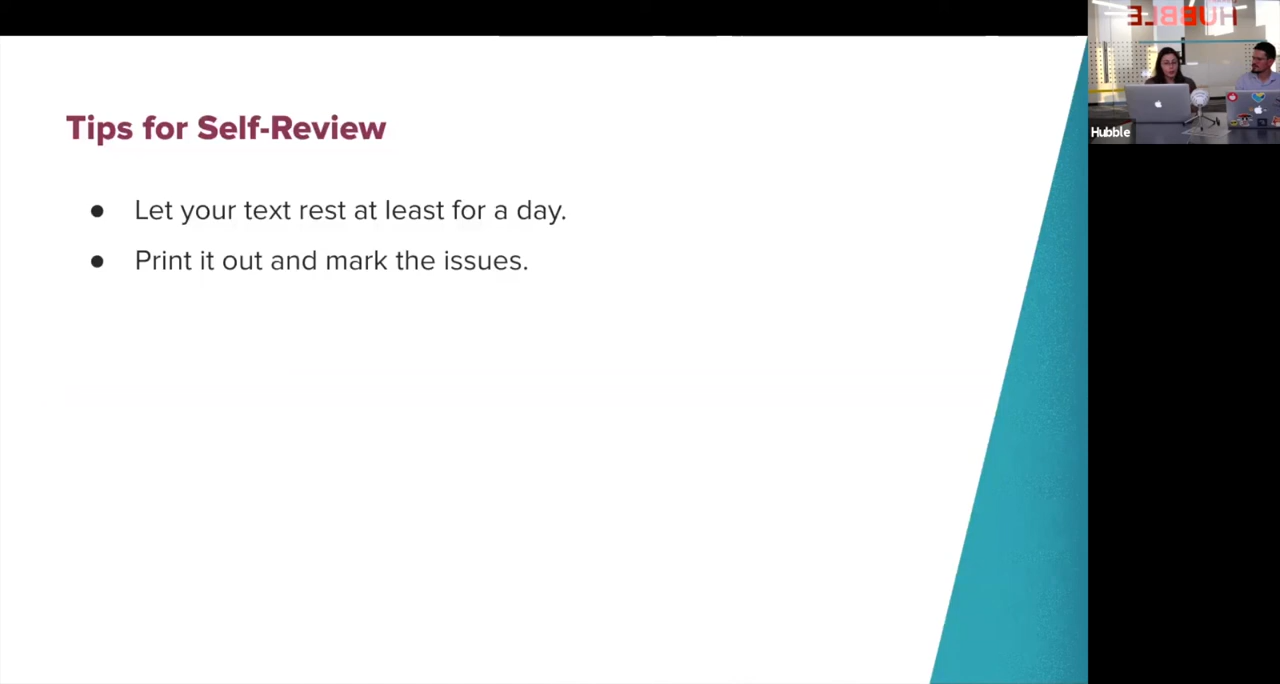 Tips for Self-Review
● Let your text rest at least for a day.
● Print it out and mark the issues.
HUBBLE
Hubble